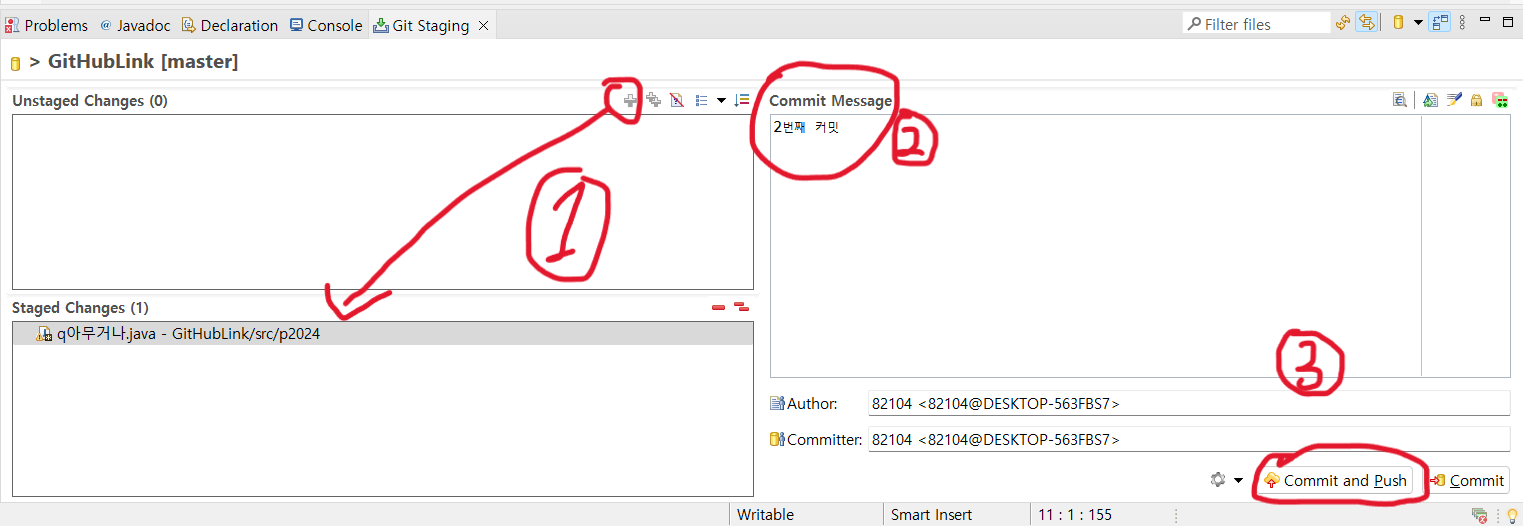 Problems @ Javadoc Declaration Console Git Staging
Filter files
> GitHubLink [master]
Unstaged Changes (0)
Commit Message
2번째 커밋
2
1
Staged Changes (1)
q아무거나.java - GitHubLink/src/p2024
3
Author: 82104 <82104@DESKTOP-563FBS7>
Committer: 82104 <82104@DESKTOP-563FBS7>
Commit and Push
Commit
Writable
Smart Insert
11 : 1 : 155